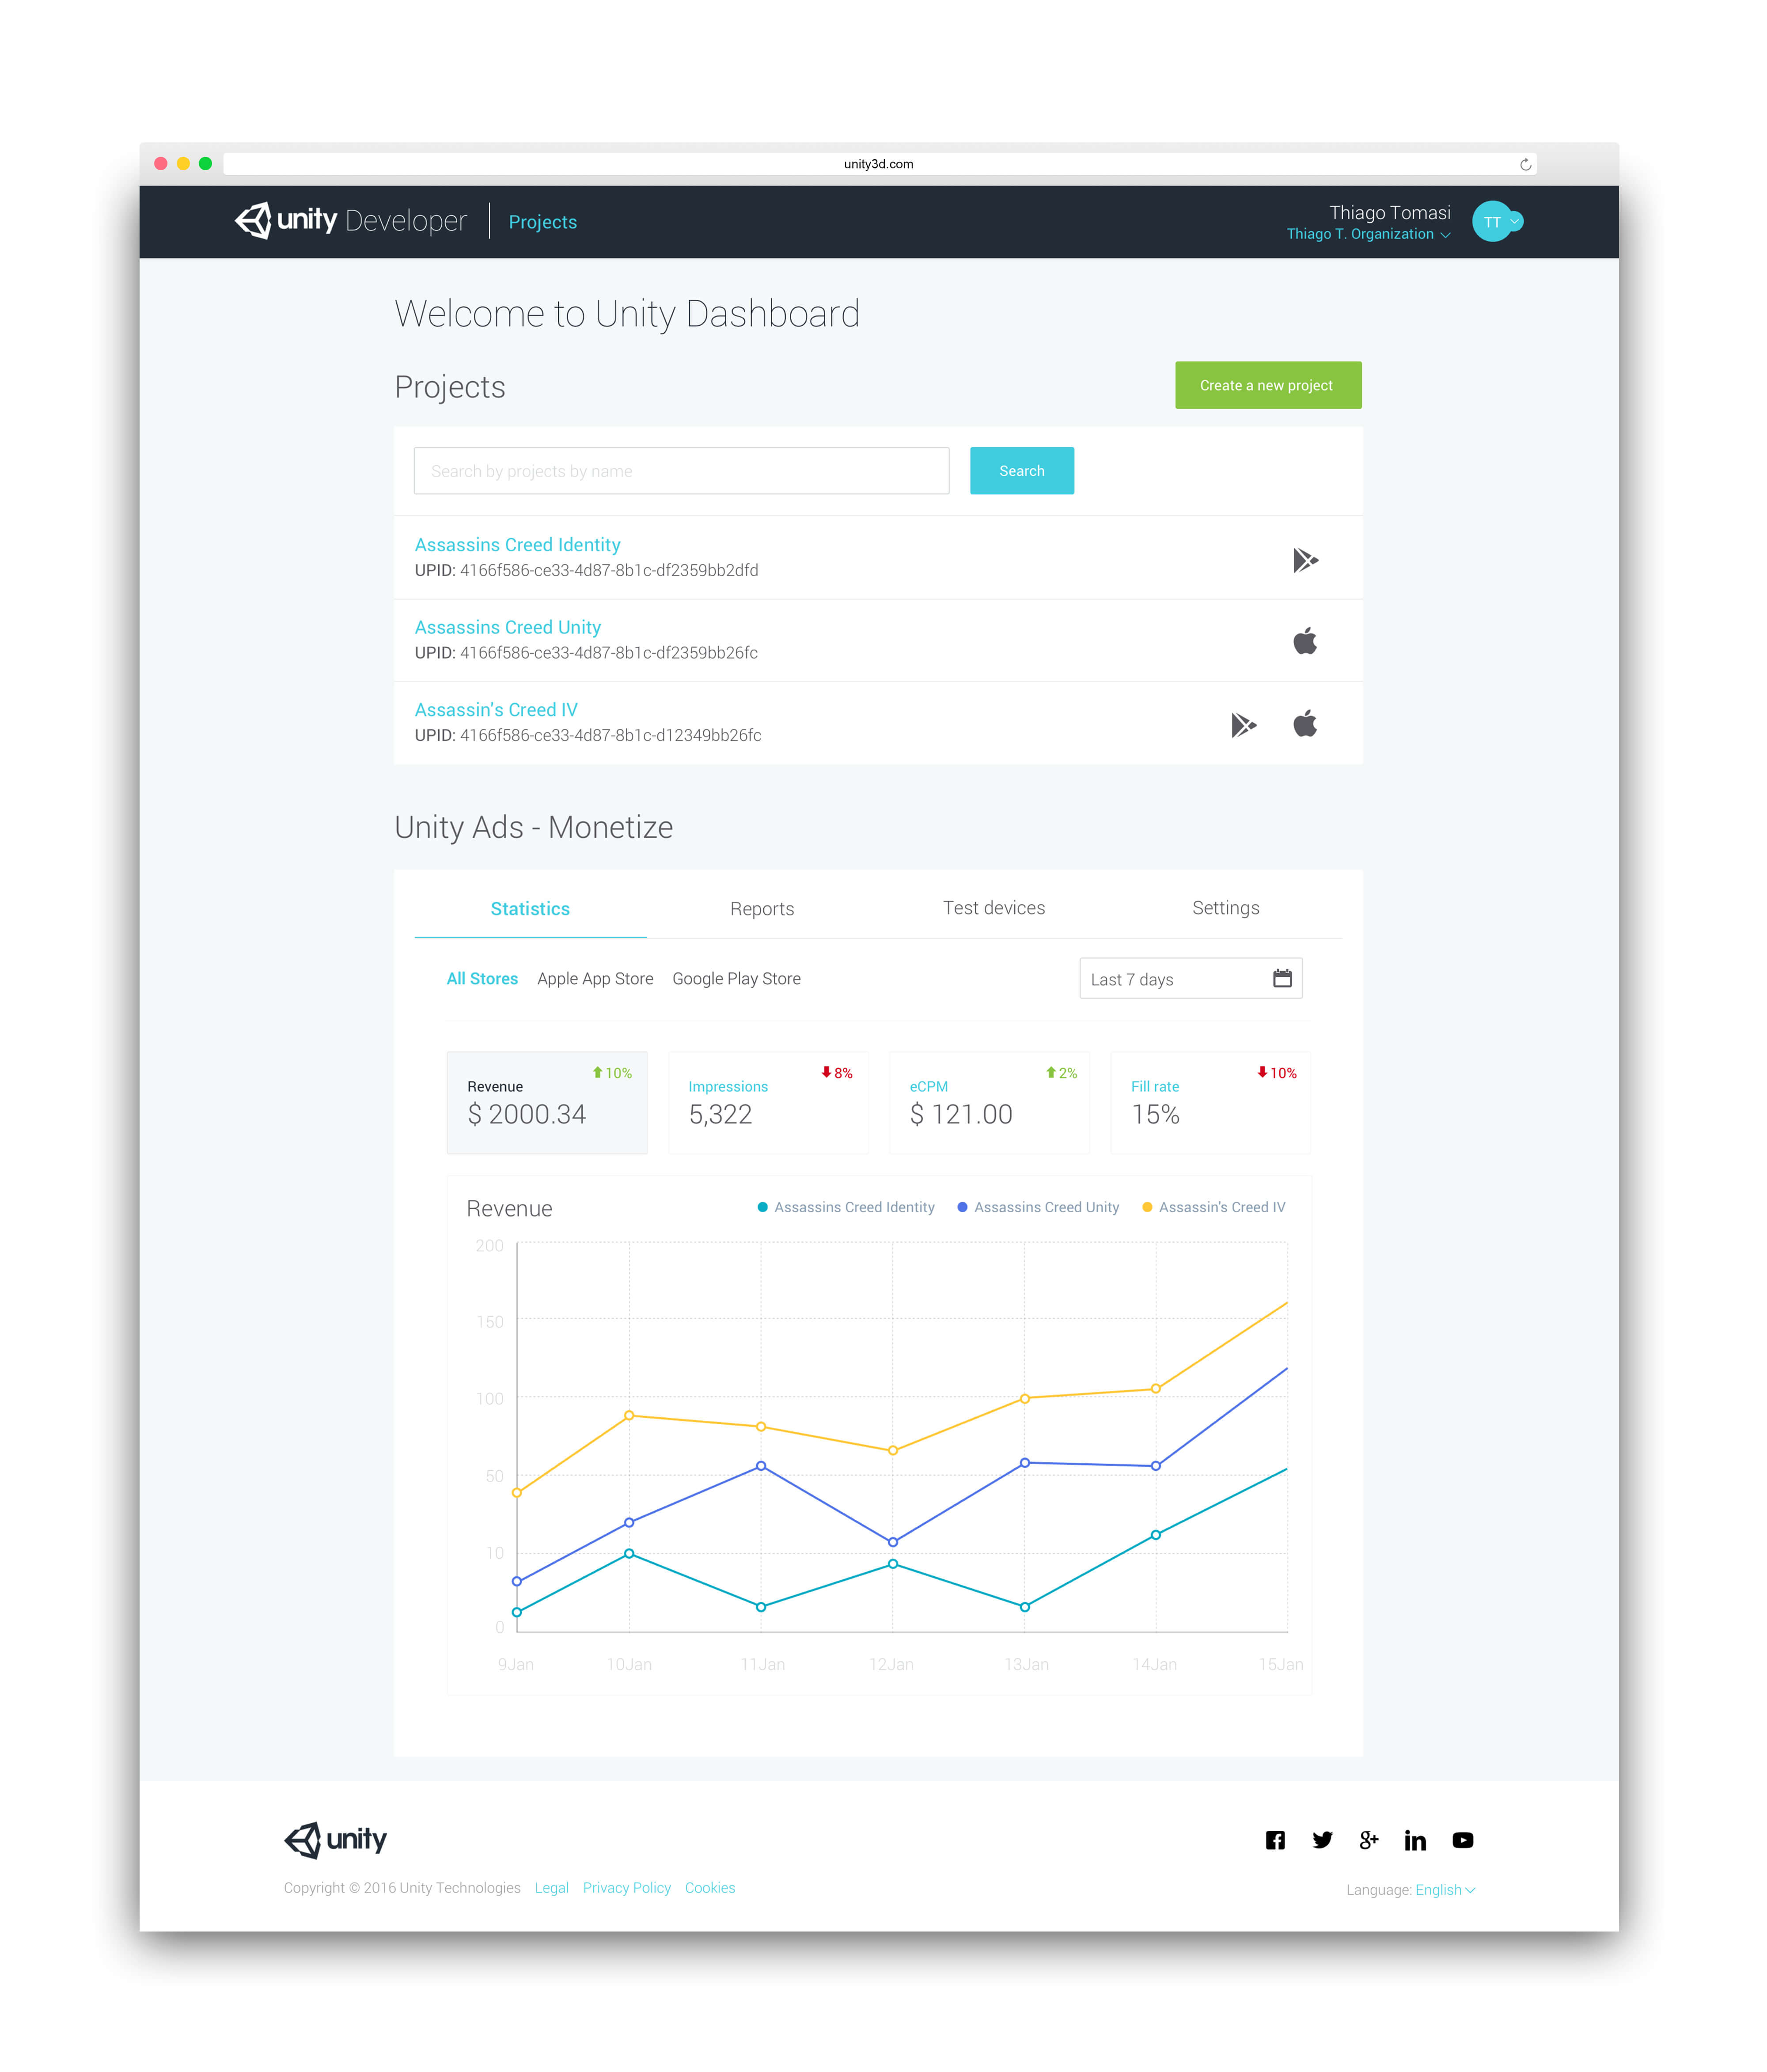 unity3d.com
unity Developer Projects
Thiago Tomasi
Thiago T. Organization
TT
Welcome to Unity Dashboard
Projects
Create a new project
Search by projects by name
Search
Assassins Creed Identity
UPID: 4166f586-ce33-4d87-8b1c-df2359bb2dfd
Assassins Creed Unity
UPID: 4166f586-ce33-4d87-8b1c-df2359bb26fc
Assassin's Creed IV
UPID: 4166f586-ce33-4d87-8b1c-d12349bb26fc
Unity Ads - Monetize
Statistics Reports Test devices Settings
All Stores Apple App Store Google Play Store
Last 7 days
10%
Revenue
$ 2000.34
8%
Impressions
5,322
2%
eCPM
$ 121.00
10%
Fill rate
15%
Revenue
Assassins Creed Identity Assassins Creed Unity Assassin's Creed IV
200
150
100
50
10
0
9Jan 10Jan 11Jan 12Jan 13Jan 14Jan 15Jan
unity
Copyright © 2016 Unity Technologies Legal Privacy Policy Cookies
Language: English